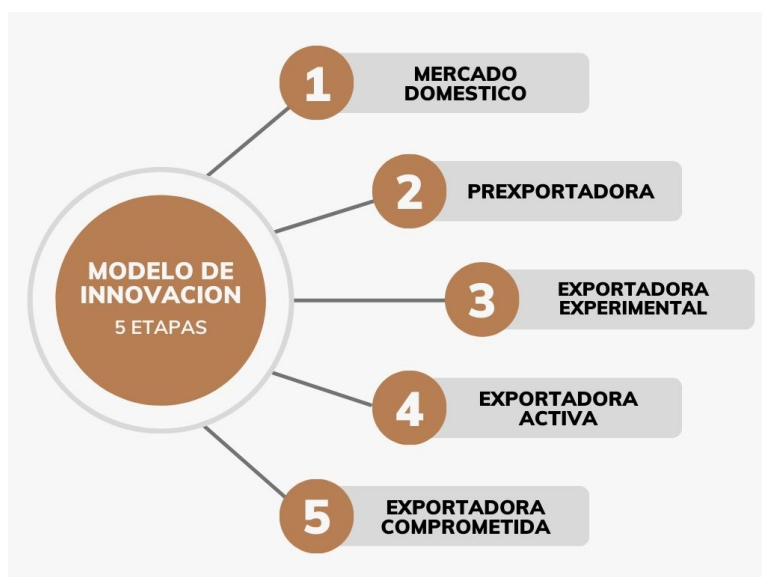 MODELO DE
INNOVACION
5 ETAPAS
1
MERCADO
DOMESTICO
2
PREXPORTADORA
3
EXPORTADORA
EXPERIMENTAL
4
EXPORTADORA
ACTIVA
5
EXPORTADORA
COMPROMETIDA